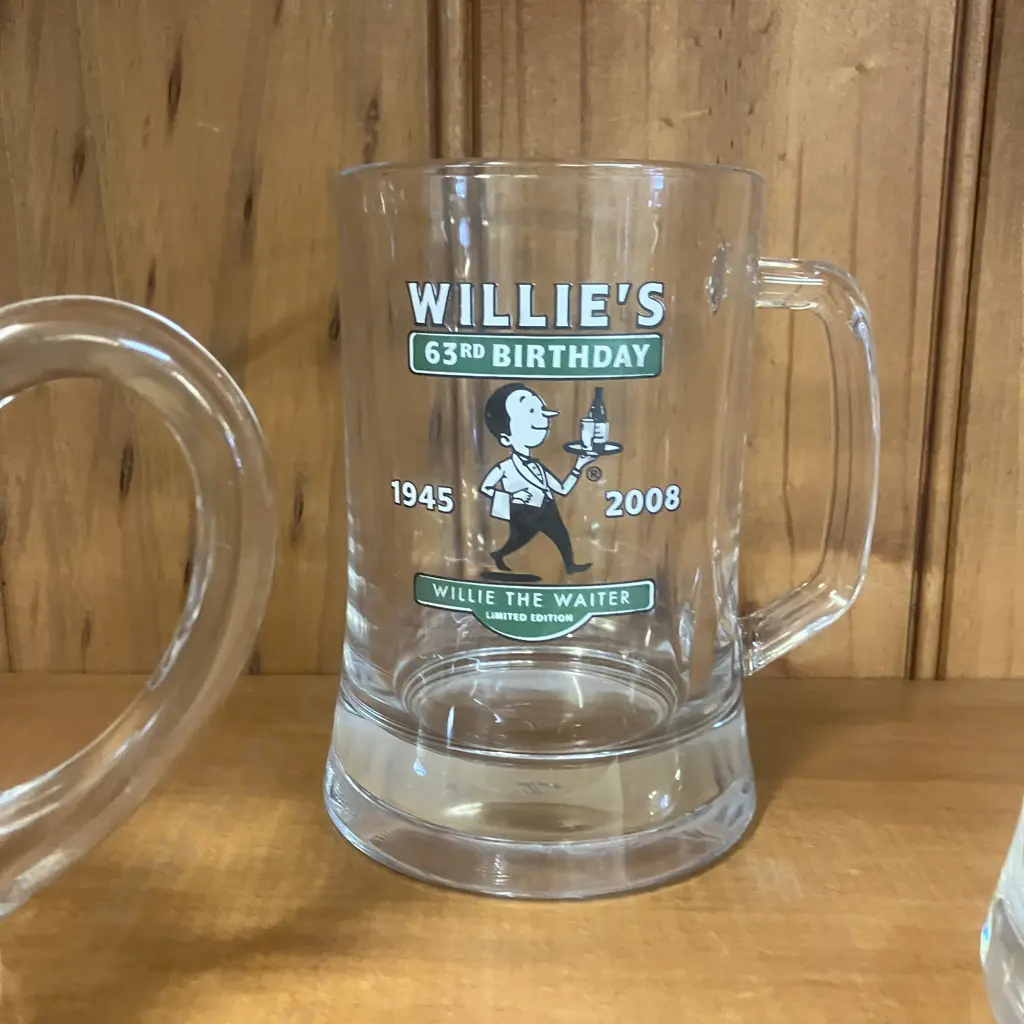 WILLIE'S
63RD BIRTHDAY
®
1945 2008
WILLIE THE WAITER
LIMITED EDITION